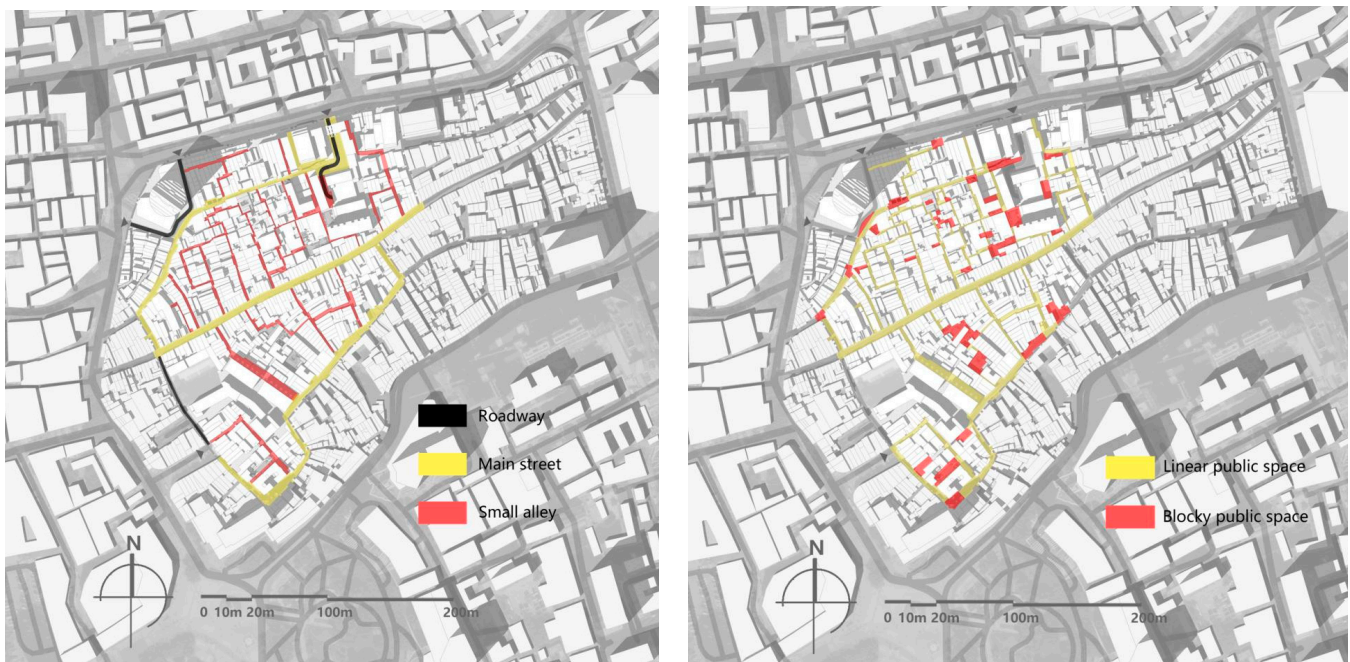 Roadway
Main street
Small alley
N
0 10m 20m 100m 200m
Linear public space
Blocky public space
N
0 10m 20m 100m 200m